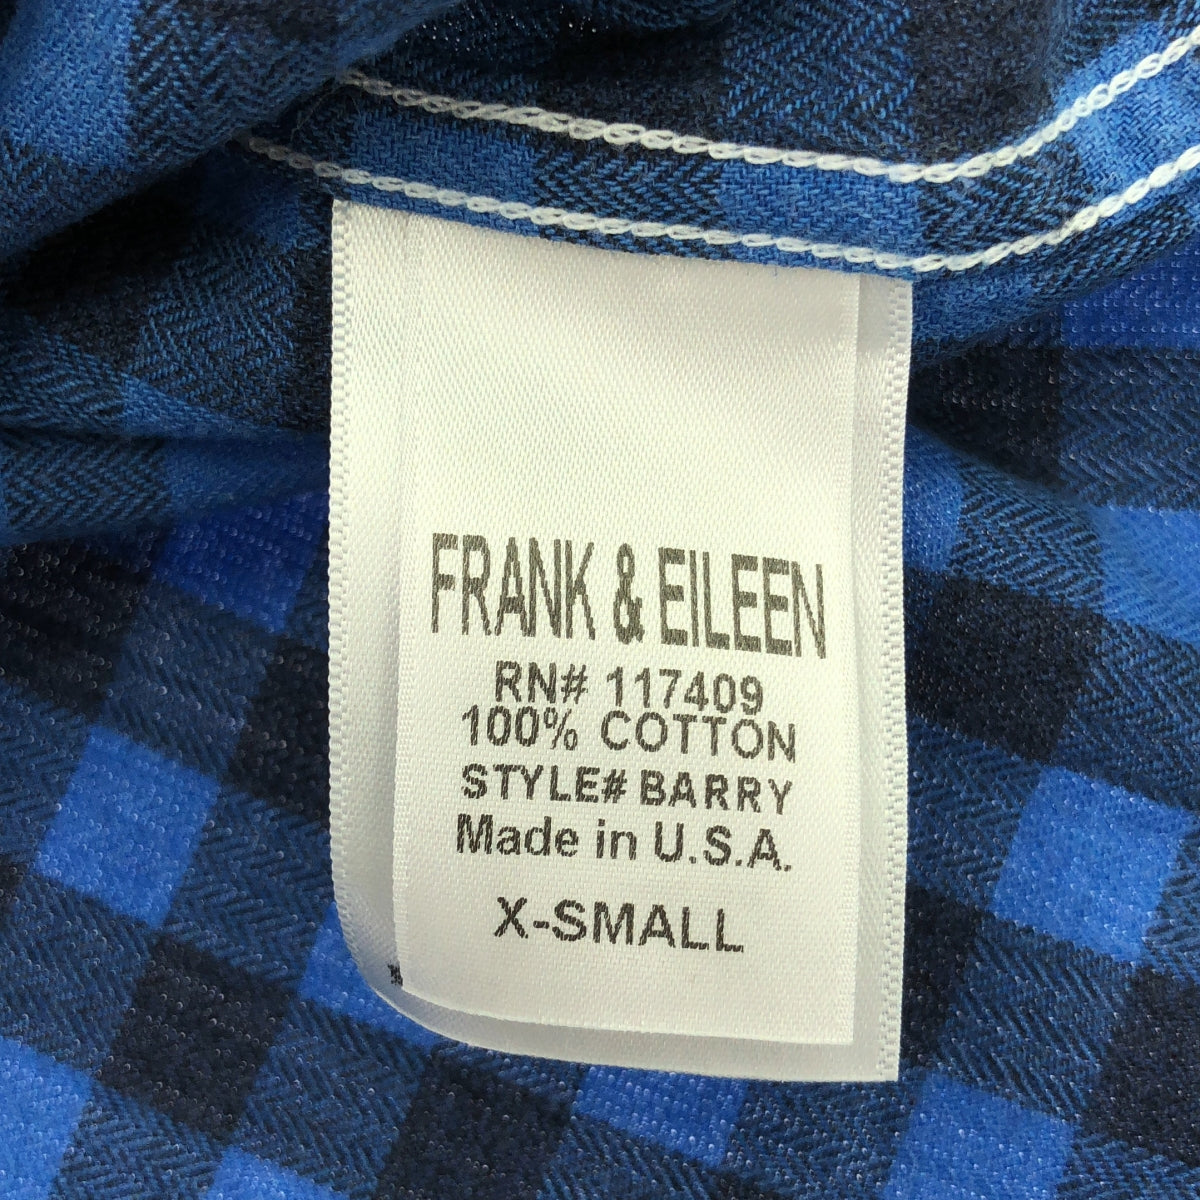 FRANK & EILEEN
RN# 117409
100% COTTON
STYLE# BARRY
Made in U.S.A.
X-SMALL